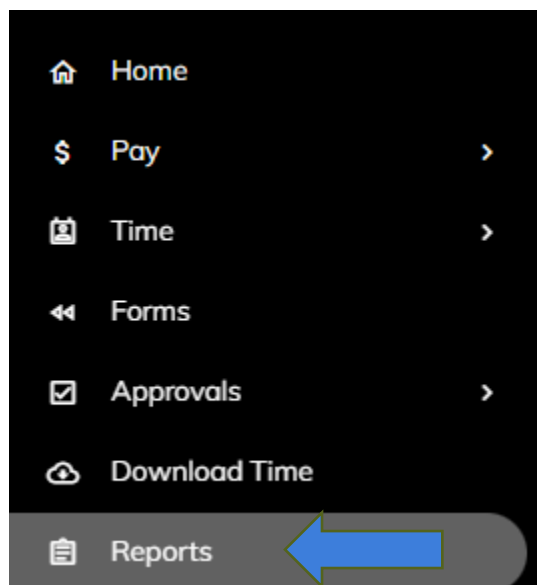 Home
$ Pay
Time
Forms
Approvals
Download Time
Reports